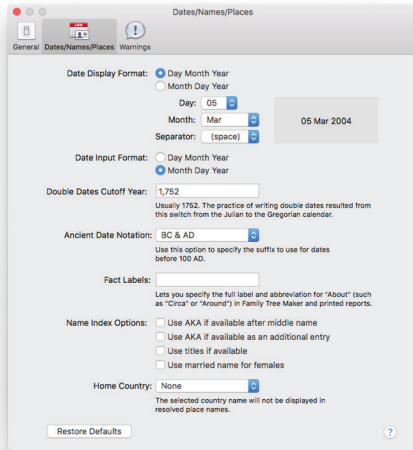 Dates/Names/Places
General Dates/Names/Places Warnings
Date Display Format: Day Month Year
Month Day Year
Day: 05
Month: Mar
Separator: (space)
05 Mar 2004
Date Input Format: Day Month Year
Month Day Year
Double Dates Cutoff Year: 1,752
Usually 1752. The practice of writing double dates resulted from
this switch from the Julian to the Gregorian calendar.
Ancient Date Notation: BC & AD
Use this option to specify the suffix to use for dates
before 100 AD.
Fact Labels:
Lets you specify the full label and abbreviation for "About" (such
as "Circa" or "Around") in Family Tree Maker and printed reports.
Name Index Options: Use AKA if available after middle name
Use AKA if available as an additional entry
Use titles if available
Use married name for females
Home Country: None
The selected country name will not be displayed in
resolved place names.
Restore Defaults
?